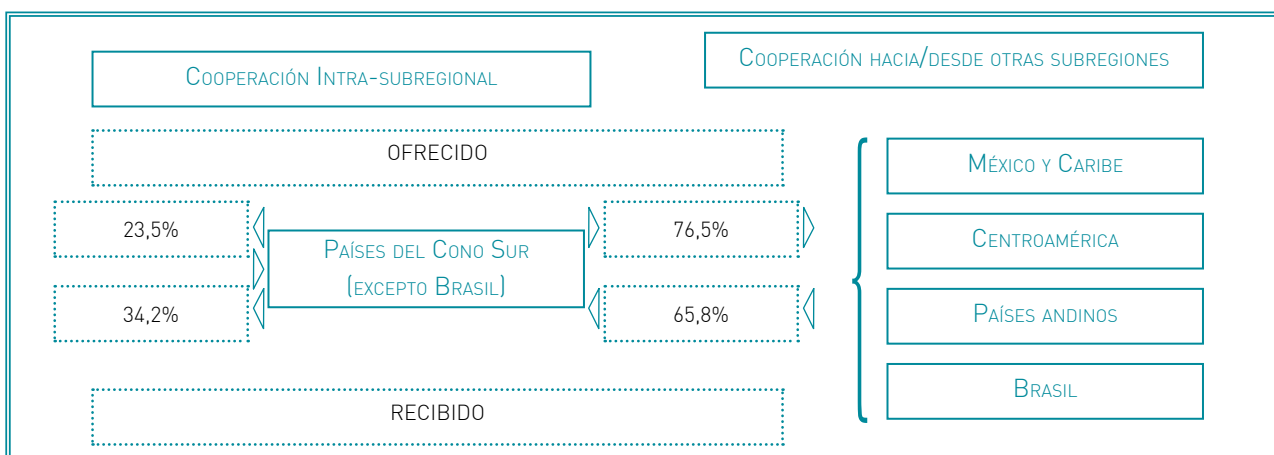 Cooperación Intra-subregional
Cooperación hacia/desde otras subregiones
OFRECIDO
México y Caribe
23,5%
76,5%
Países del Cono Sur
(excepto Brasil)
Centroamérica
34,2%
65,8%
Países andinos
Brasil
RECIBIDO